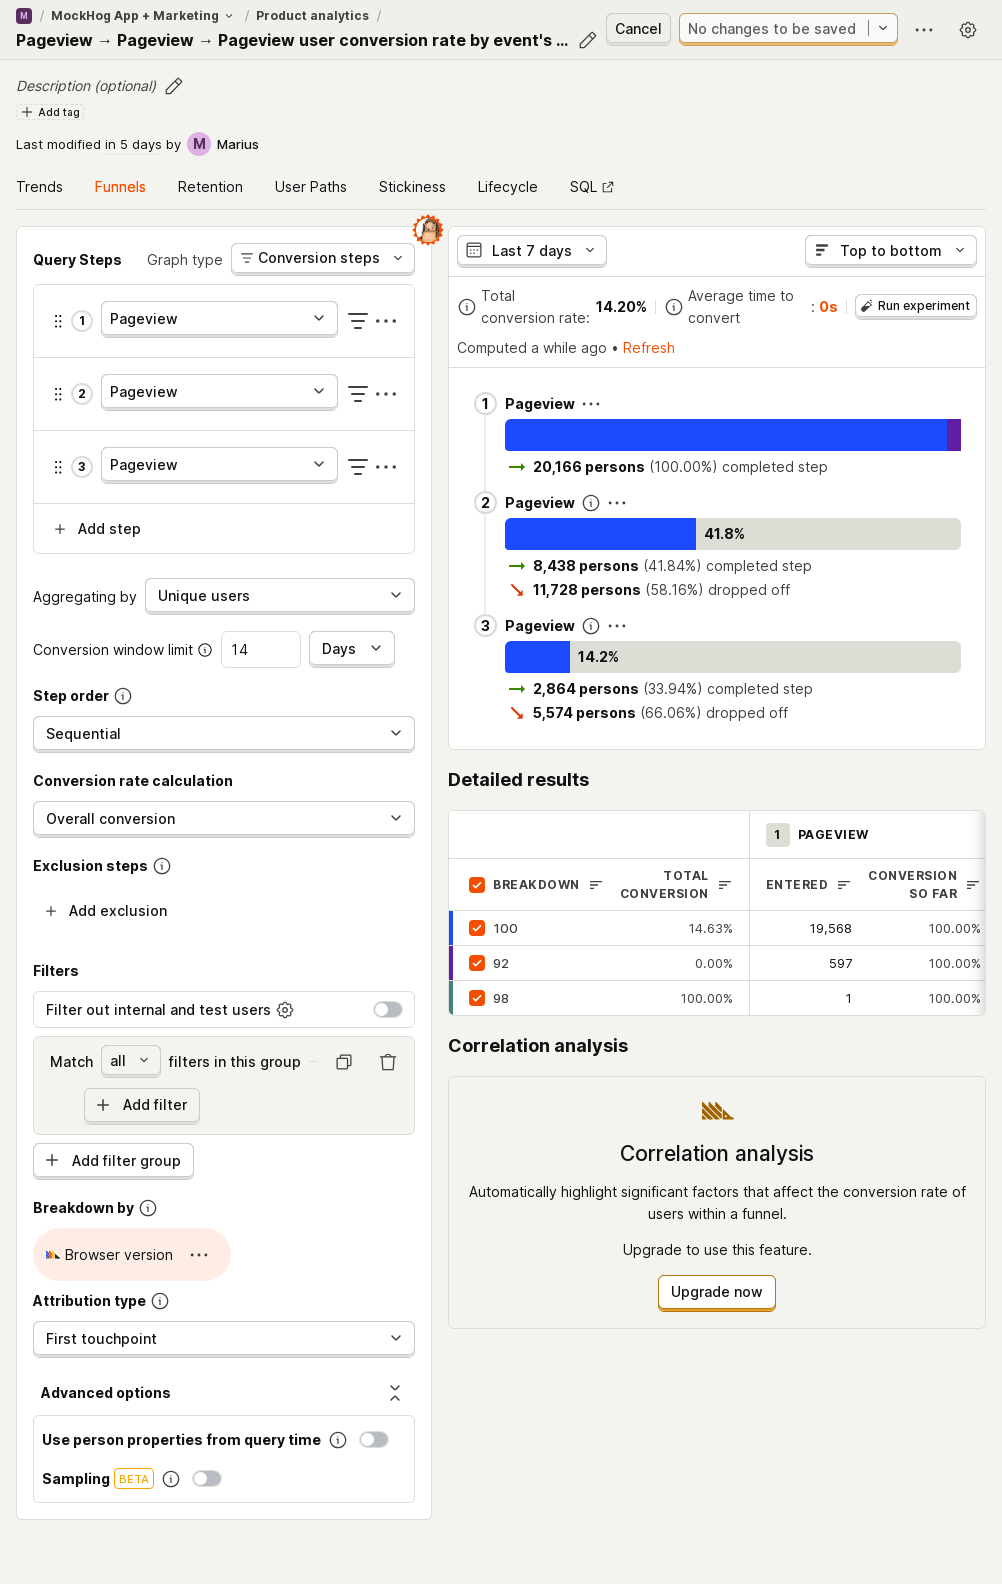 M / MockHog App + Marketing / Product analytics /
Pageview → Pageview → Pageview user conversion rate by event's ...
Cancel
No changes to be saved
Description (optional)
Add tag
Last modified in 5 days by M Marius
Trends Funnels Retention User Paths Stickiness Lifecycle SQL
Query Steps Graph type Conversion steps
1 Pageview
2 Pageview
3 Pageview
Add step
Aggregating by Unique users
Conversion window limit 14 Days
Step order
Sequential
Conversion rate calculation
Overall conversion
Exclusion steps
Add exclusion
Filters
Filter out internal and test users
Match all filters in this group
Add filter
Add filter group
Breakdown by
Browser version
Attribution type
First touchpoint
Advanced options
Use person properties from query time
Sampling BETA
Last 7 days Top to bottom
Total conversion rate: 14.20%
Average time to convert : 0s
Run experiment
Computed a while ago • Refresh
1 Pageview
20,166 persons (100.00%) completed step
2 Pageview
41.8%
8,438 persons (41.84%) completed step
11,728 persons (58.16%) dropped off
3 Pageview
14.2%
2,864 persons (33.94%) completed step
5,574 persons (66.06%) dropped off
Detailed results
1 PAGEVIEW
BREAKDOWN TOTAL CONVERSION ENTERED CONVERSION SO FAR
100 14.63% 19,568 100.00%
92 0.00% 597 100.00%
98 100.00% 1 100.00%
Correlation analysis
Correlation analysis
Automatically highlight significant factors that affect the conversion rate of
users within a funnel.
Upgrade to use this feature.
Upgrade now